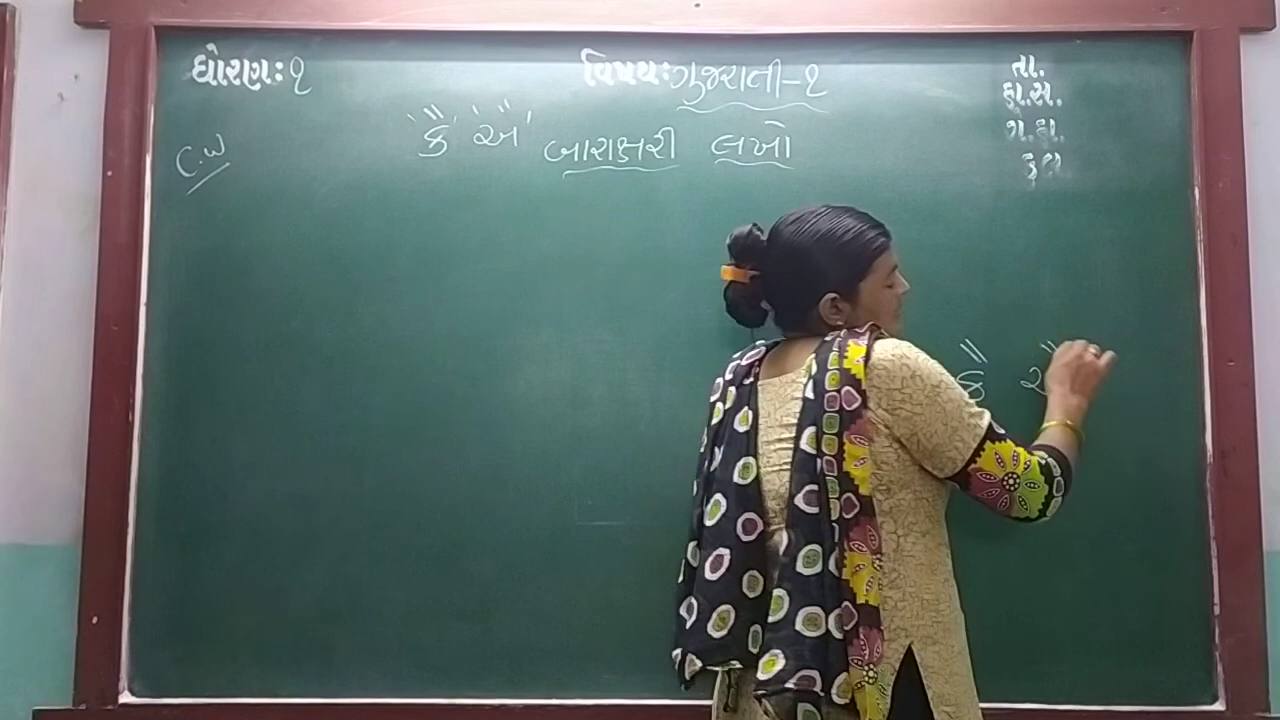 ધોરણ: ૧ વિષય: ગુજરાતી-૧ તા.
હા.સં.
ગે.હા.
કુલ
C.W 'કૈ' 'ઐ' બારાક્ષરી લખો
કૈ